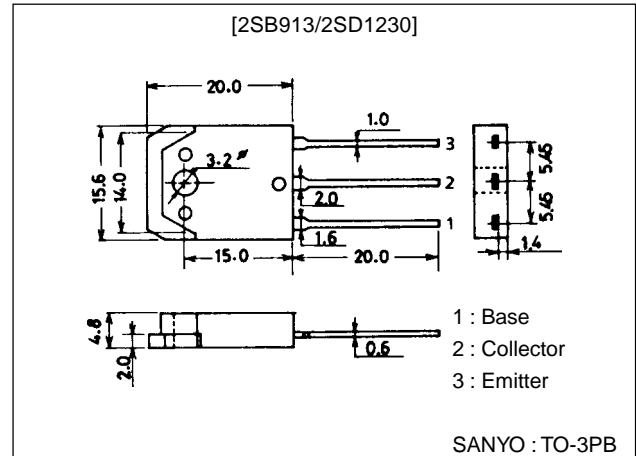 [2SB913/2SD1230]
20.0
1.0
3
3.2 ø
15.6
14.0
2
2.0
5.45
5.45
1
1.6
1.4
15.0
20.0
4.8
2.0
0.6
1 : Base
2 : Collector
3 : Emitter
SANYO : TO-3PB